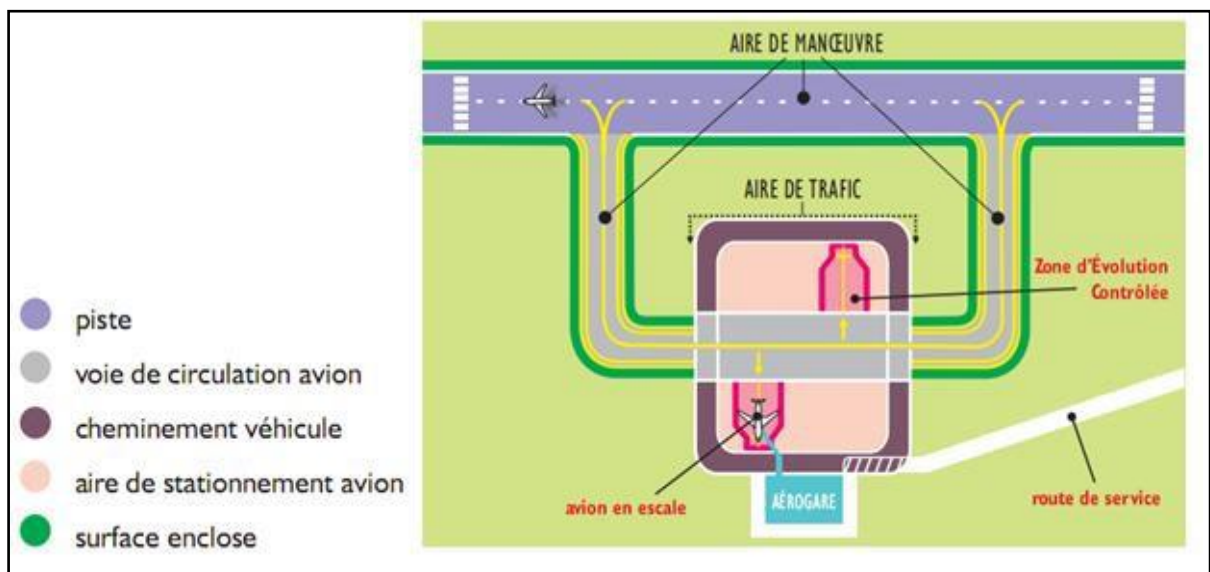 AIRE DE MANŒUVRE
AIRE DE TRAFIC
Zone d'Évolution
Contrôlée
piste
voie de circulation avion
cheminement véhicule
aire de stationnement avion
surface enclose
avion en escale
AÉROGARE
route de service